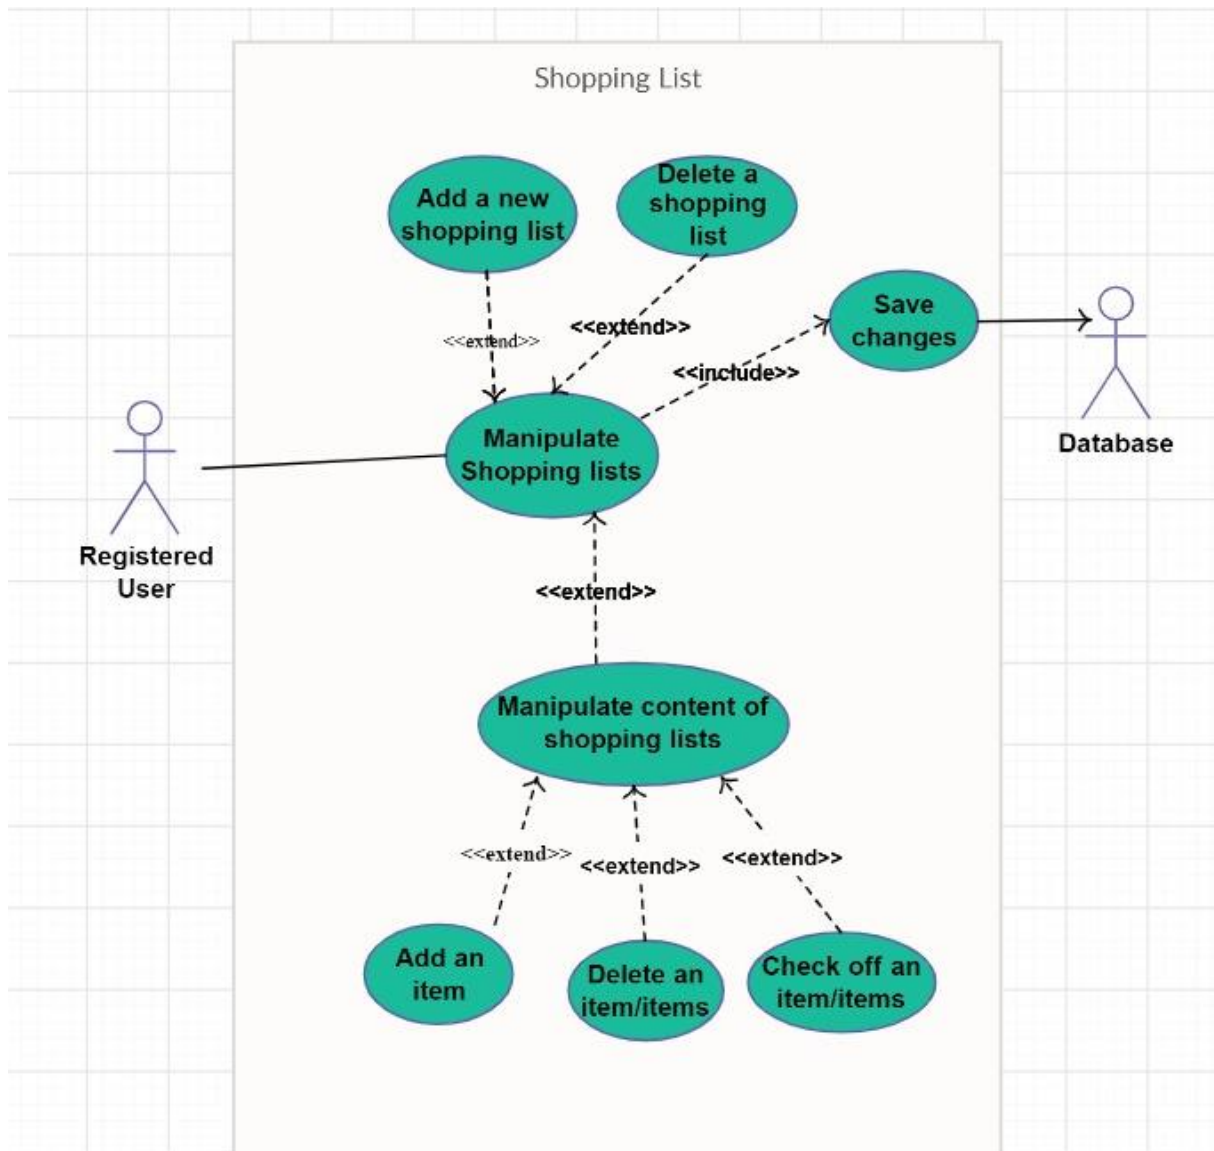 Shopping List
Add a new
shopping list
Delete a
shopping
list
<<extend>>
<<extend>>
Save
changes
<<include>>
Database
Manipulate
Shopping lists
Registered
User
<<extend>>
Manipulate content of
shopping lists
<<extend>>
<<extend>>
<<extend>>
Add an
item
Delete an
item/items
Check off an
item/items